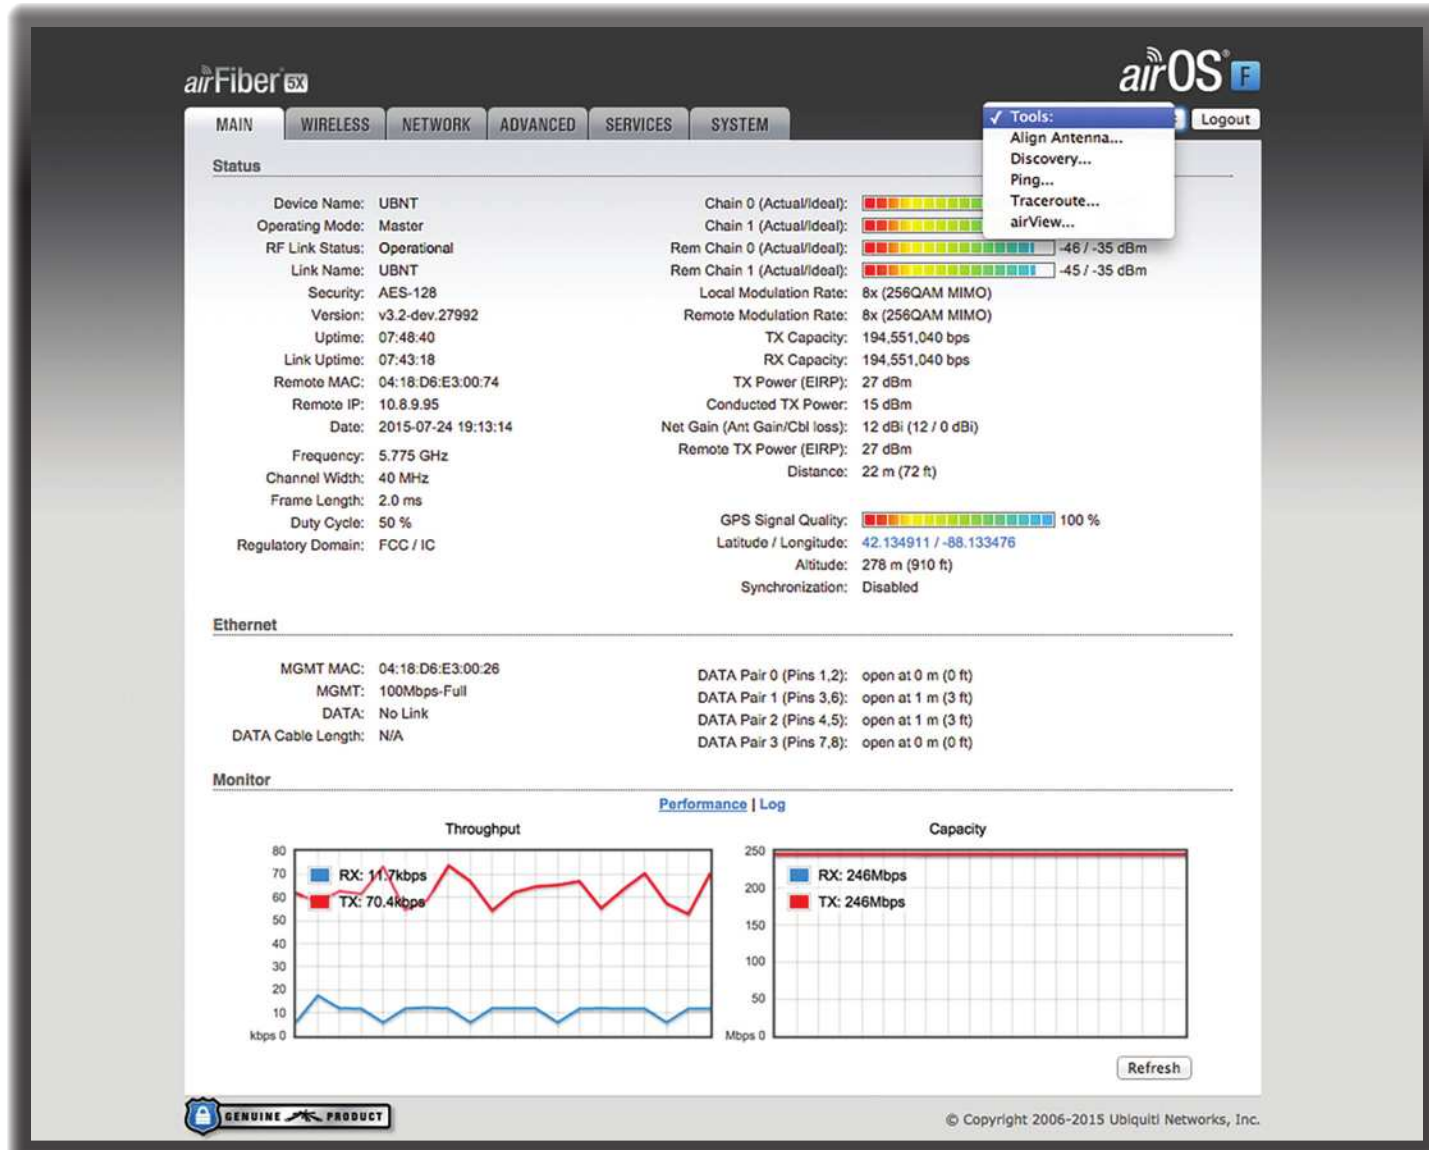 airFiber 5X
airOS F
MAIN WIRELESS NETWORK ADVANCED SERVICES SYSTEM
✓ Tools:
Align Antenna...
Discovery...
Ping...
Traceroute...
airView...
Logout
Status
Device Name: UBNT
Operating Mode: Master
RF Link Status: Operational
Link Name: UBNT
Security: AES-128
Version: v3.2-dev.27992
Uptime: 07:48:40
Link Uptime: 07:43:18
Remote MAC: 04:18:D6:E3:00:74
Remote IP: 10.8.9.95
Date: 2015-07-24 19:13:14
Frequency: 5.775 GHz
Channel Width: 40 MHz
Frame Length: 2.0 ms
Duty Cycle: 50 %
Regulatory Domain: FCC / IC
Chain 0 (Actual/Ideal):
Chain 1 (Actual/Ideal):
Rem Chain 0 (Actual/Ideal): -46 / -35 dBm
Rem Chain 1 (Actual/Ideal): -45 / -35 dBm
Local Modulation Rate: 8x (256QAM MIMO)
Remote Modulation Rate: 8x (256QAM MIMO)
TX Capacity: 194,551,040 bps
RX Capacity: 194,551,040 bps
TX Power (EIRP): 27 dBm
Conducted TX Power: 15 dBm
Net Gain (Ant Gain/Cbl loss): 12 dBi (12 / 0 dBi)
Remote TX Power (EIRP): 27 dBm
Distance: 22 m (72 ft)
GPS Signal Quality: 100 %
Latitude / Longitude: 42.134911 / -88.133476
Altitude: 278 m (910 ft)
Synchronization: Disabled
Ethernet
MGMT MAC: 04:18:D6:E3:00:26
MGMT: 100Mbps-Full
DATA: No Link
DATA Cable Length: N/A
DATA Pair 0 (Pins 1,2): open at 0 m (0 ft)
DATA Pair 1 (Pins 3,6): open at 1 m (3 ft)
DATA Pair 2 (Pins 4,5): open at 1 m (3 ft)
DATA Pair 3 (Pins 7,8): open at 0 m (0 ft)
Monitor
Performance | Log
Throughput
80
70
60
50
40
30
20
10
kbps 0
RX: 11.7kbps
TX: 70.4kbps
Capacity
250
200
150
100
50
Mbps 0
RX: 246Mbps
TX: 246Mbps
Refresh
GENUINE PRODUCT
© Copyright 2006-2015 Ubiquiti Networks, Inc.